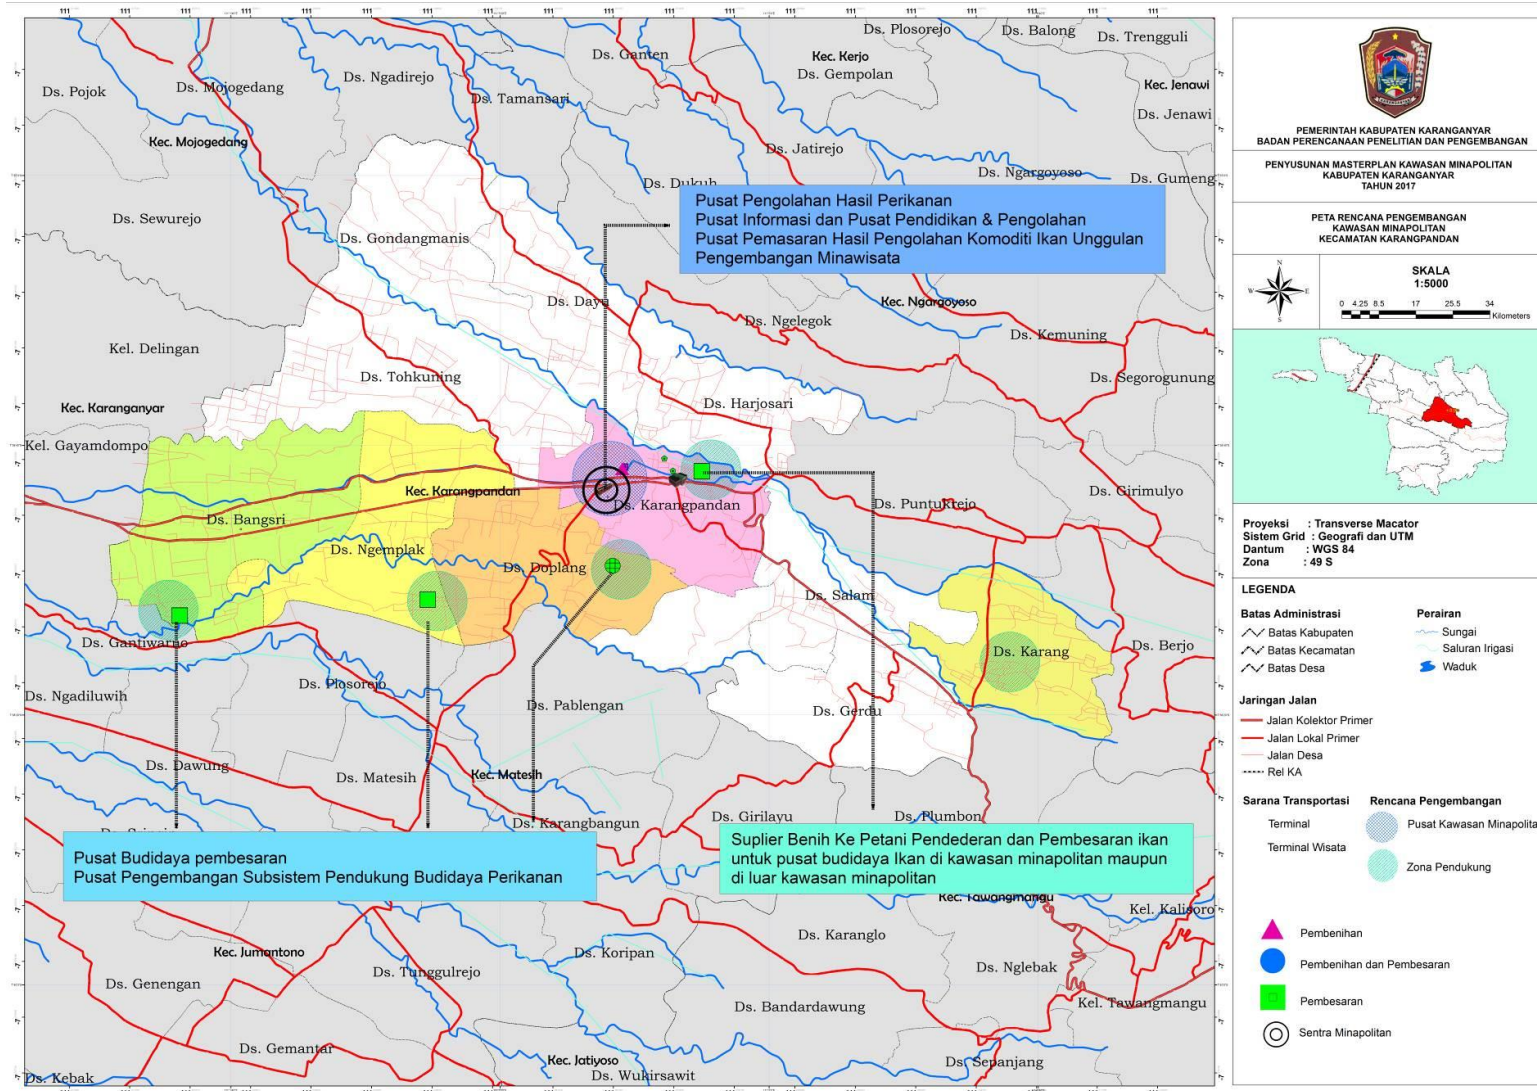 Ds. Plosorejo
Ds. Balong
Ds. Trengguli
Ds. Ganten
Kec. Kerjo
Ds. Gempolan
Kec. Jenawi
Ds. Jenawi
Ds. Pojok
Ds. Mojogedang
Ds. Ngadirejo
Ds. Tamansari
Kec. Mojogedang
Ds. Jatirejo
Ds. Dukuh
Ds. Ngargoyoso
Ds. Gumeng
Ds. Sewurejo
Ds. Gondangmanis
Pusat Pengolahan Hasil Perikanan
Pusat Informasi dan Pusat Pendidikan & Pengolahan
Pusat Pemasaran Hasil Pengolahan Komoditi Ikan Unggulan
Pengembangan Minawisata
Ds. Dayu
Kec. Ngargoyoso
Ds. Ngelegok
Ds. Kemuning
Kel. Delingan
Ds. Tohkuning
Ds. Segorogunung
Kec. Karanganyar
Ds. Harjosari
Kel. Gayamdompo
Kec. Karangpandan
Ds. Karangpandan
Ds. Puntukrejo
Ds. Girimulyo
Ds. Bangsri
Ds. Ngemplak
Ds. Doplang
Ds. Salam
Ds. Gantiwarno
Ds. Karang
Ds. Berjo
Ds. Ngadiluwih
Ds. Plosorejo
Ds. Pablengan
Ds. Gerdu
Ds. Dawung
Ds. Matesih
Kec. Matesih
Ds. Karangbangun
Ds. Girilayu
Ds. Plumbon
Pusat Budidaya pembesaran
Pusat Pengembangan Subsistem Pendukung Budidaya Perikanan
Suplier Benih Ke Petani Pendederan dan Pembesaran ikan
untuk pusat budidaya Ikan di kawasan minapolitan maupun
di luar kawasan minapolitan
Kec. Tawangmangu
Kel. Kalisoro
Kec. Jumantono
Ds. Tunggulrejo
Ds. Koripan
Ds. Karanglo
Ds. Nglebak
Ds. Genengan
Ds. Bandardawung
Kel. Tawangmangu
Ds. Gemantar
Kec. Jatiyoso
Ds. Wukirsawit
Ds. Sepanjang
Ds. Kebak
PEMERINTAH KABUPATEN KARANGANYAR
BADAN PERENCANAAN PENELITIAN DAN PENGEMBANGAN
PENYUSUNAN MASTERPLAN KAWASAN MINAPOLITAN
KABUPATEN KARANGANYAR
TAHUN 2017
PETA RENCANA PENGEMBANGAN
KAWASAN MINAPOLITAN
KECAMATAN KARANGPANDAN
N
W E
S
SKALA
1:5000
0 4.25 8.5 17 25.5 34
Kilometers
Proyeksi : Transverse Macator
Sistem Grid : Geografi dan UTM
Dantum : WGS 84
Zona : 49 S
LEGENDA
Batas Administrasi
Batas Kabupaten
Batas Kecamatan
Batas Desa
Perairan
Sungai
Saluran Irigasi
Waduk
Jaringan Jalan
Jalan Kolektor Primer
Jalan Lokal Primer
Jalan Desa
Rel KA
Sarana Transportasi
Terminal
Terminal Wisata
Rencana Pengembangan
Pusat Kawasan Minapolita
Zona Pendukung
Pembenihan
Pembenihan dan Pembesaran
Pembesaran
Sentra Minapolitan